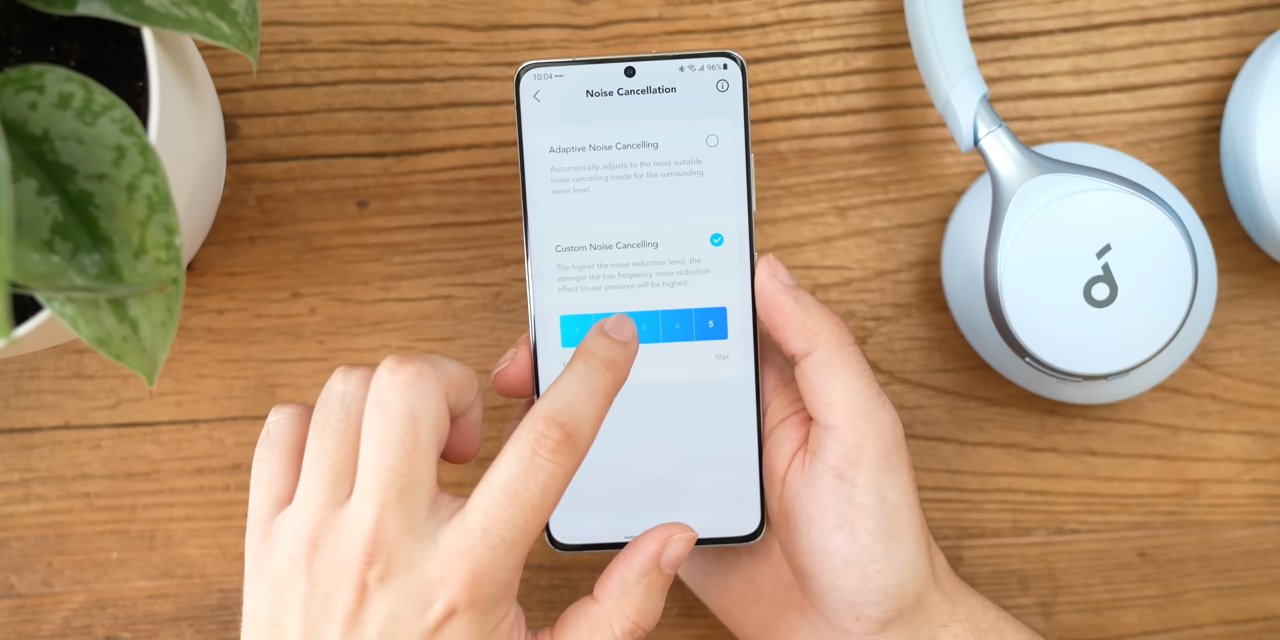 10:04 •••
96%
Noise Cancellation
Adaptive Noise Cancelling
Automatically adjusts to the most suitable
noise cancelling mode for the surrounding
noise level.
Custom Noise Cancelling
The higher the noise reduction level, the
stronger the low frequency noise reduction
effect (in-ear pressure will be higher).
1 3 4 5
Max